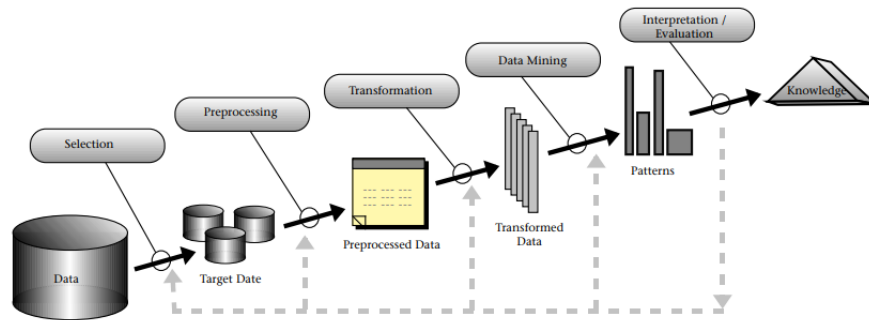 Interpretation /
Evaluation
Data Mining
Transformation
Preprocessing
Selection
Knowledge
Patterns
Transformed
Data
Preprocessed Data
Target Date
Data